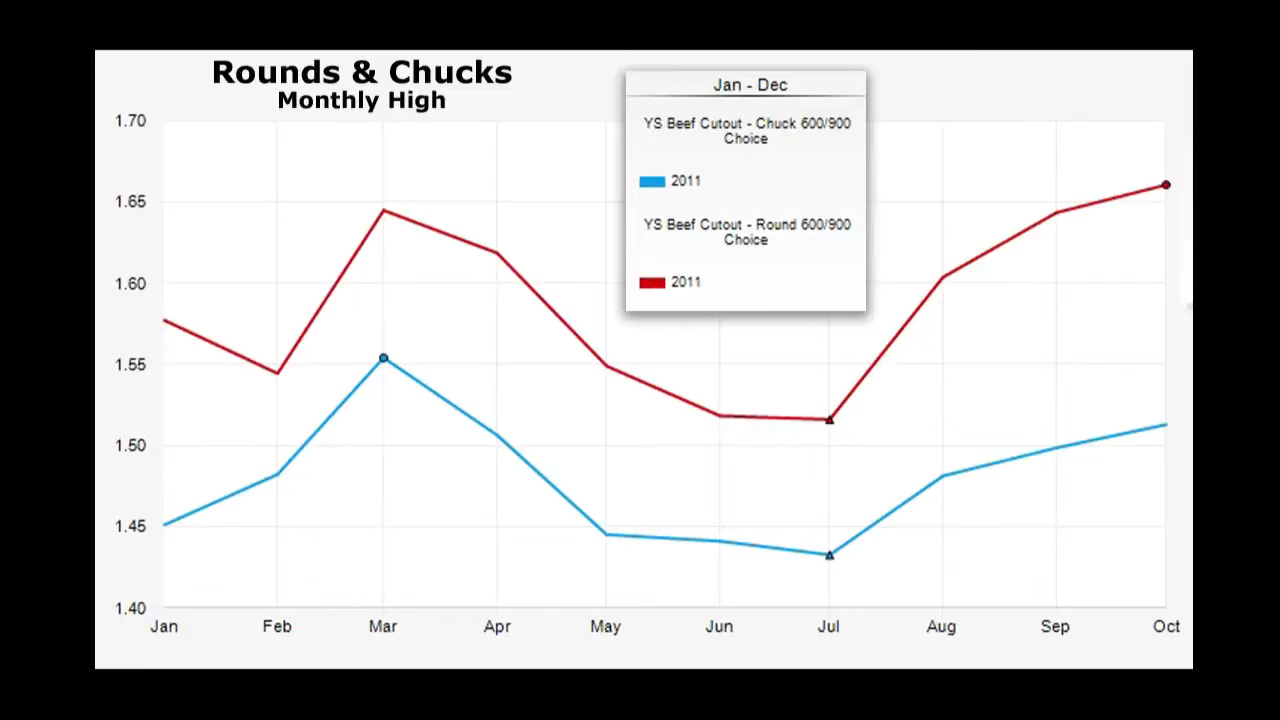 Rounds & Chucks
Monthly High
Jan - Dec
YS Beef Cutout - Chuck 600/900
Choice
2011
YS Beef Cutout - Round 600/900
Choice
2011
1.70
1.65
1.60
1.55
1.50
1.45
1.40
Jan Feb Mar Apr May Jun Jul Aug Sep Oct